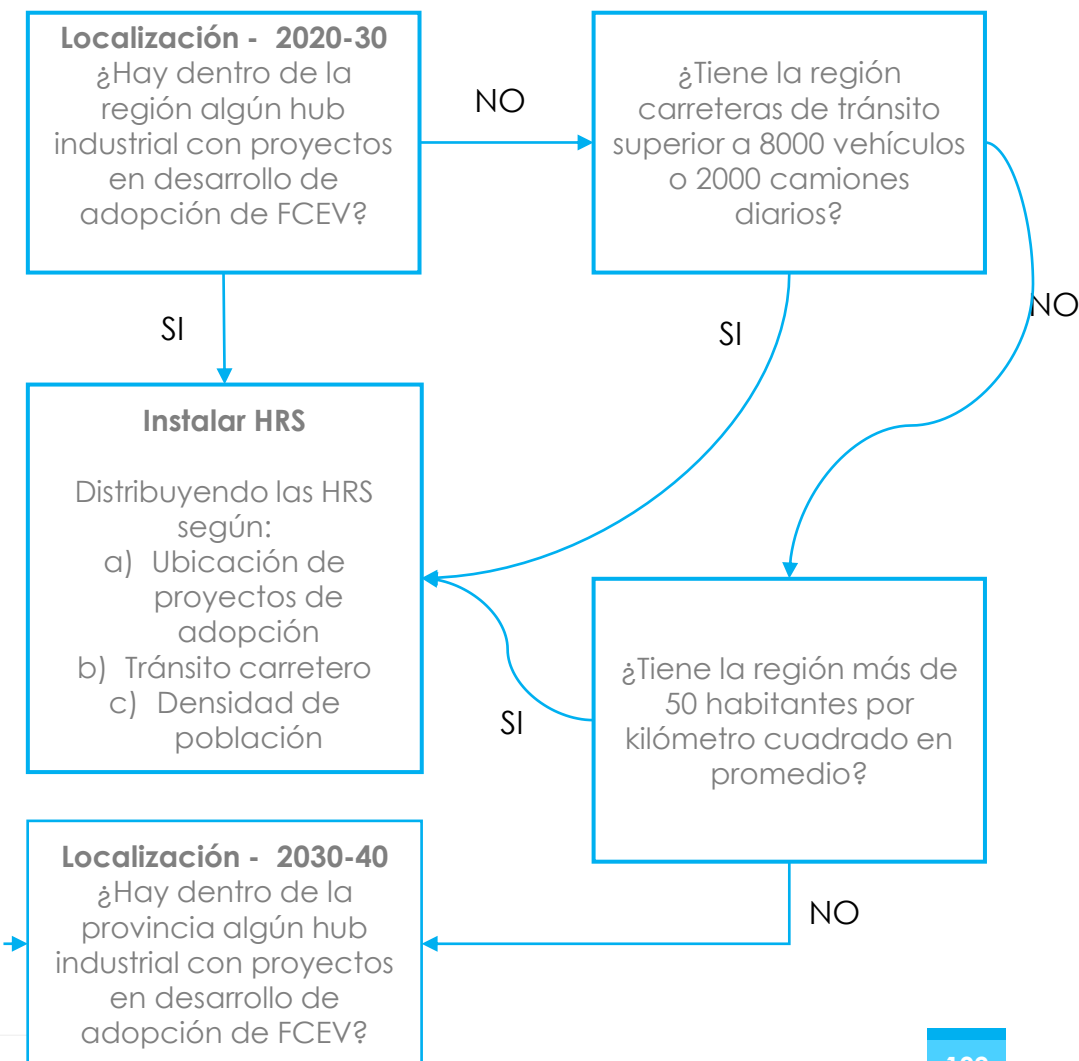 Localización - 2020-30
¿Hay dentro de la
región algún hub
industrial con proyectos
en desarrollo de
adopción de FCEV?
NO
¿Tiene la región
carreteras de tránsito
superior a 8000 vehículos
o 2000 camiones
diarios?
SI
SI
NO
Instalar HRS
Distribuyendo las HRS
según:
a) Ubicación de
proyectos de
adopción
b) Tránsito carretero
c) Densidad de
población
SI
¿Tiene la región más de
50 habitantes por
kilómetro cuadrado en
promedio?
NO
Localización - 2030-40
¿Hay dentro de la
provincia algún hub
industrial con proyectos
en desarrollo de
adopción de FCEV?